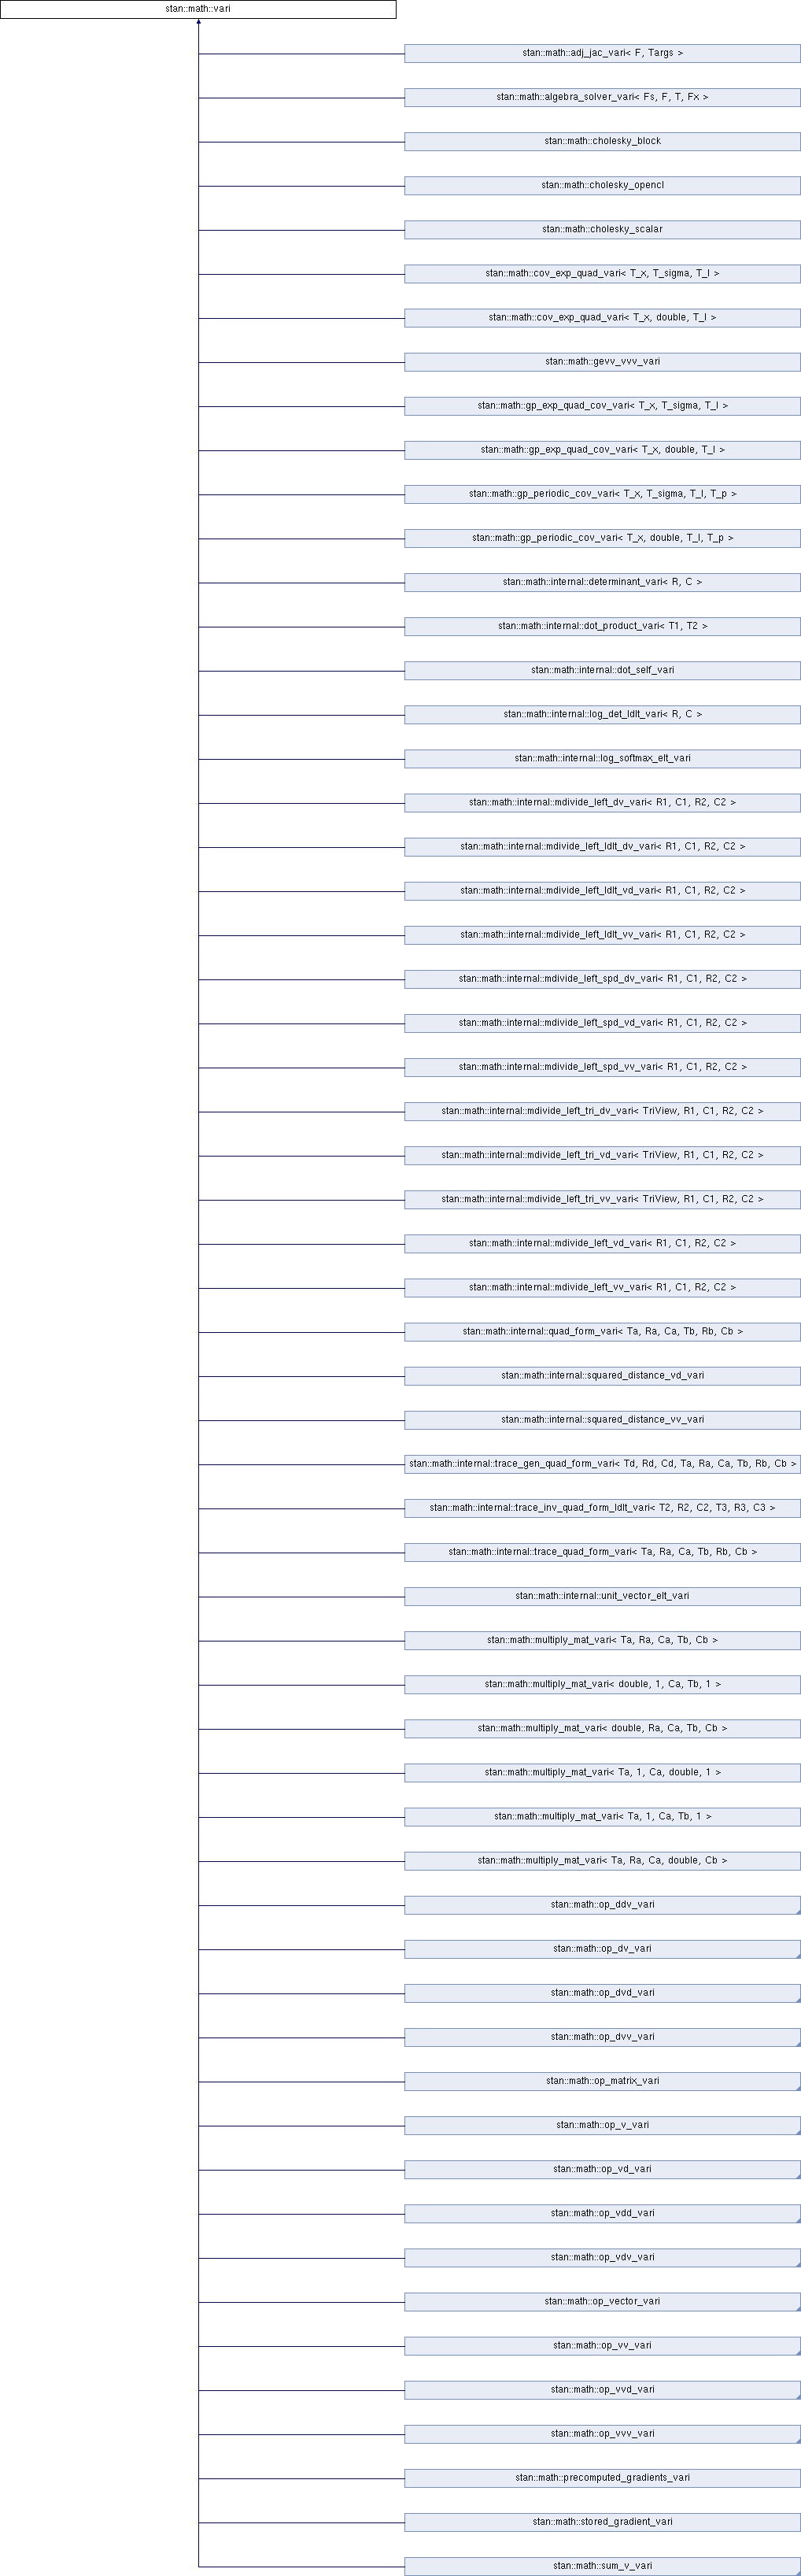 stan::math::vari
stan::math::adj_jac_vari< F, Targs >
stan::math::algebra_solver_vari< Fs, F, T, Fx >
stan::math::cholesky_block
stan::math::cholesky_opencl
stan::math::cholesky_scalar
stan::math::cov_exp_quad_vari< T_x, T_sigma, T_l >
stan::math::cov_exp_quad_vari< T_x, double, T_l >
stan::math::gevv_vvv_vari
stan::math::gp_exp_quad_cov_vari< T_x, T_sigma, T_l >
stan::math::gp_exp_quad_cov_vari< T_x, double, T_l >
stan::math::gp_periodic_cov_vari< T_x, T_sigma, T_l, T_p >
stan::math::gp_periodic_cov_vari< T_x, double, T_l, T_p >
stan::math::internal::determinant_vari< R, C >
stan::math::internal::dot_product_vari< T1, T2 >
stan::math::internal::dot_self_vari
stan::math::internal::log_det_ldlt_vari< R, C >
stan::math::internal::log_softmax_elt_vari
stan::math::internal::mdivide_left_dv_vari< R1, C1, R2, C2 >
stan::math::internal::mdivide_left_ldlt_dv_vari< R1, C1, R2, C2 >
stan::math::internal::mdivide_left_ldlt_vd_vari< R1, C1, R2, C2 >
stan::math::internal::mdivide_left_ldlt_vv_vari< R1, C1, R2, C2 >
stan::math::internal::mdivide_left_spd_dv_vari< R1, C1, R2, C2 >
stan::math::internal::mdivide_left_spd_vd_vari< R1, C1, R2, C2 >
stan::math::internal::mdivide_left_spd_vv_vari< R1, C1, R2, C2 >
stan::math::internal::mdivide_left_tri_dv_vari< TriView, R1, C1, R2, C2 >
stan::math::internal::mdivide_left_tri_vd_vari< TriView, R1, C1, R2, C2 >
stan::math::internal::mdivide_left_tri_vv_vari< TriView, R1, C1, R2, C2 >
stan::math::internal::mdivide_left_vd_vari< R1, C1, R2, C2 >
stan::math::internal::mdivide_left_vv_vari< R1, C1, R2, C2 >
stan::math::internal::quad_form_vari< Ta, Ra, Ca, Tb, Rb, Cb >
stan::math::internal::squared_distance_vd_vari
stan::math::internal::squared_distance_vv_vari
stan::math::internal::trace_gen_quad_form_vari< Td, Rd, Cd, Ta, Ra, Ca, Tb, Rb, Cb >
stan::math::internal::trace_inv_quad_form_ldlt_vari< T2, R2, C2, T3, R3, C3 >
stan::math::internal::trace_quad_form_vari< Ta, Ra, Ca, Tb, Rb, Cb >
stan::math::internal::unit_vector_elt_vari
stan::math::multiply_mat_vari< Ta, Ra, Ca, Tb, Cb >
stan::math::multiply_mat_vari< double, 1, Ca, Tb, 1 >
stan::math::multiply_mat_vari< double, Ra, Ca, Tb, Cb >
stan::math::multiply_mat_vari< Ta, 1, Ca, double, 1 >
stan::math::multiply_mat_vari< Ta, 1, Ca, Tb, 1 >
stan::math::multiply_mat_vari< Ta, Ra, Ca, double, Cb >
stan::math::op_ddv_vari
stan::math::op_dv_vari
stan::math::op_dvd_vari
stan::math::op_dvv_vari
stan::math::op_matrix_vari
stan::math::op_v_vari
stan::math::op_vd_vari
stan::math::op_vdd_vari
stan::math::op_vdv_vari
stan::math::op_vector_vari
stan::math::op_vv_vari
stan::math::op_vvd_vari
stan::math::op_vvv_vari
stan::math::precomputed_gradients_vari
stan::math::stored_gradient_vari
stan::math::sum_v_vari